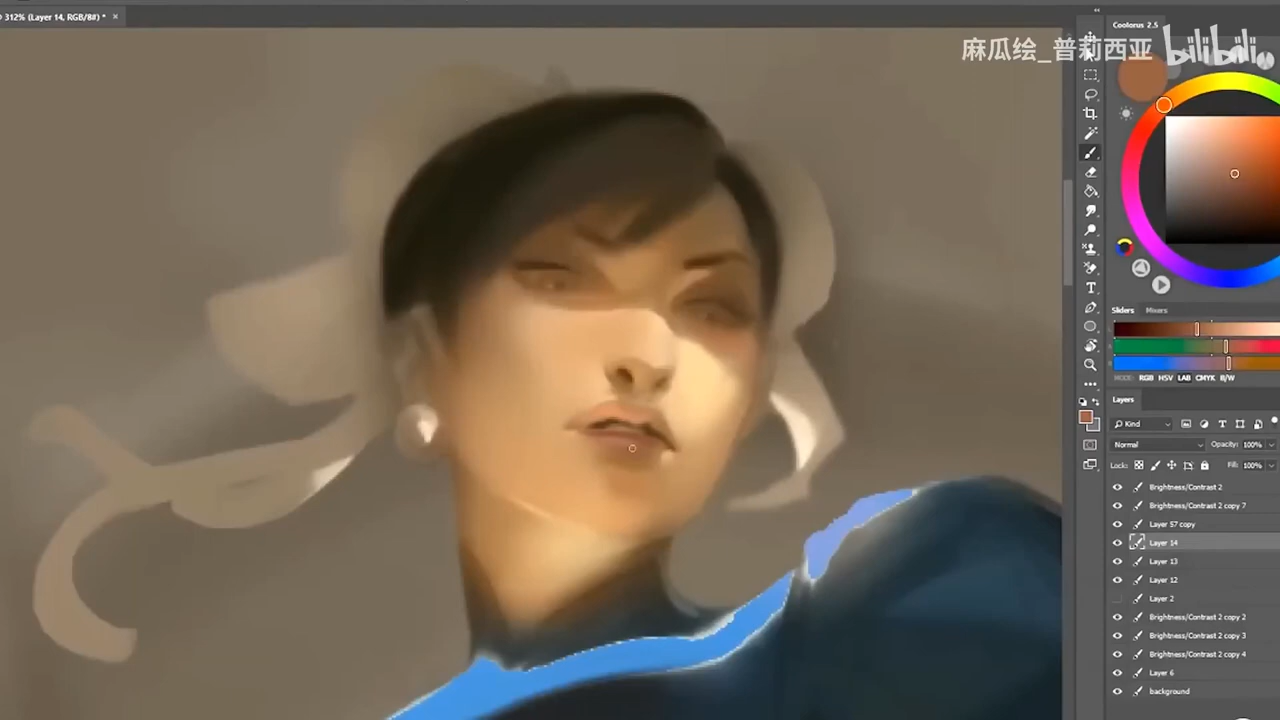 312% (Layer 14, RGB/8#) *
Coolorus 2.5
麻瓜绘_普莉西亚 bilibili
Sliders Mixers
RGB HSV LAB CMYK B/W
Layers
Kind
Normal Opacity: 100%
Lock: Fill: 100%
Brightness/Contrast 2
Brightness/Contrast 2 copy 7
Layer 57 copy
Layer 14
Layer 13
Layer 12
Layer 2
Brightness/Contrast 2 copy 2
Brightness/Contrast 2 copy 3
Brightness/Contrast 2 copy 4
Layer 6
background